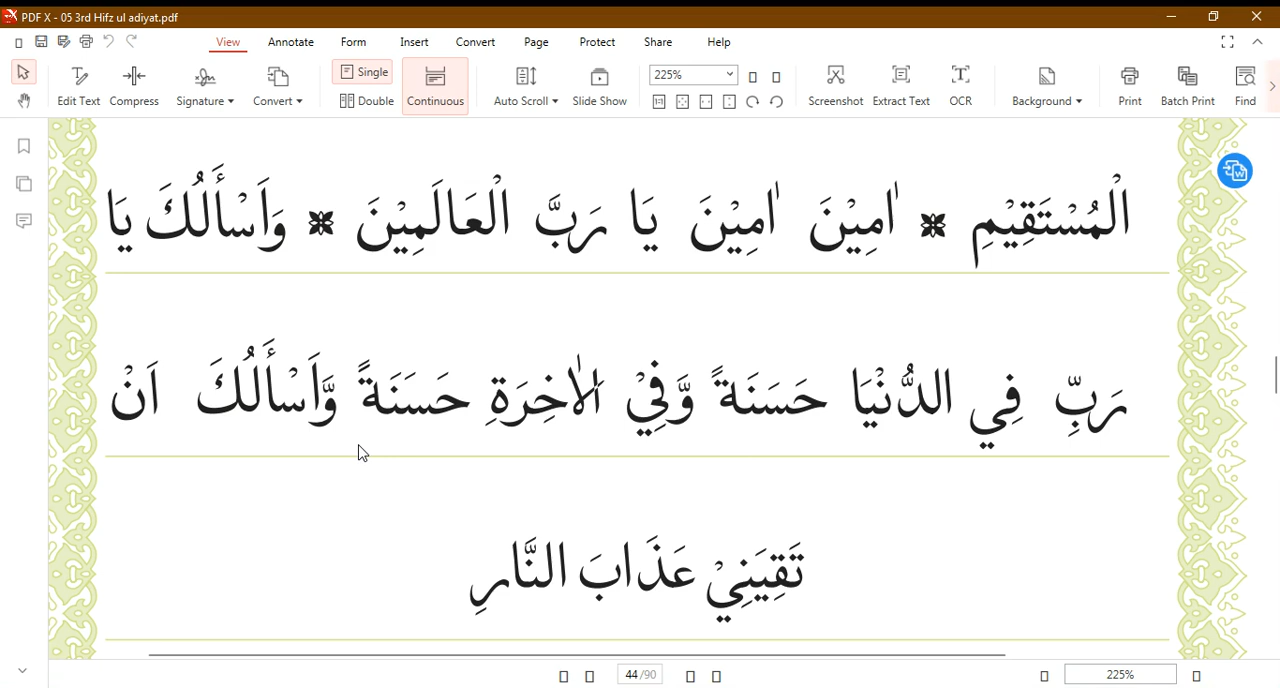 PDF X - 05 3rd Hifz ul adiyat.pdf
View Annotate Form Insert Convert Page Protect Share Help
Edit Text Compress Signature Convert Single Double Continuous Auto Scroll Slide Show 225% Screenshot Extract Text OCR Background Print Batch Print Find
الْمُسْتَقِيْمِ ❋ اٰمِيْنَ اٰمِيْنَ يَا رَبَّ الْعَالَمِيْنَ ❋ وَاَسْأَلُكَ يَا
رَبِّ فِي الدُّنْيَا حَسَنَةً وَّفِيْ الْاٰخِرَةِ حَسَنَةً وَّاَسْأَلُكَ اَنْ
تَقِيَنِيْ عَذَابَ النَّارِ
44/90 225%